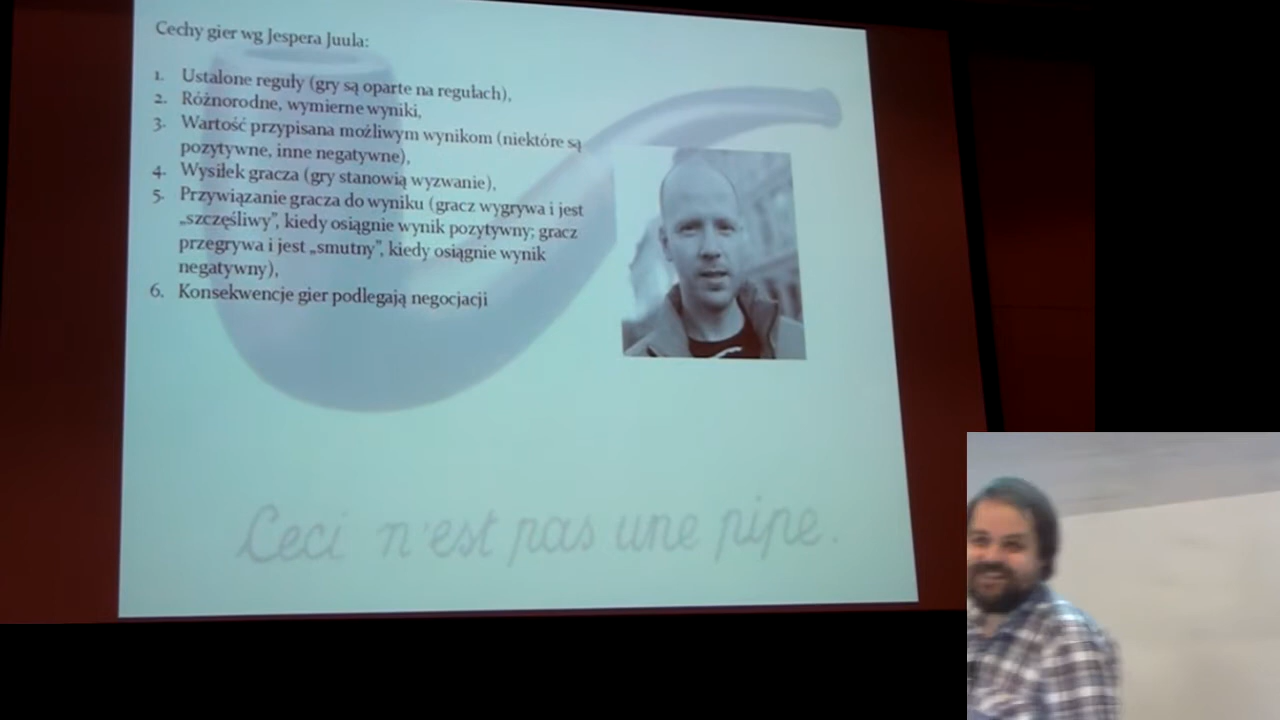 Cechy gier wg Jespera Juula:
1. Ustalone reguły (gry są oparte na regułach),
2. Różnorodne, wymierne wyniki,
3. Wartość przypisana możliwym wynikom (niektóre są
pozytywne, inne negatywne),
4. Wysiłek gracza (gry stanowią wyzwanie),
5. Przywiązanie gracza do wyniku (gracz wygrywa i jest
„szczęśliwy”, kiedy osiągnie wynik pozytywny; gracz
przegrywa i jest „smutny”, kiedy osiągnie wynik
negatywny),
6. Konsekwencje gier podlegają negocjacji
Ceci n'est pas une pipe.